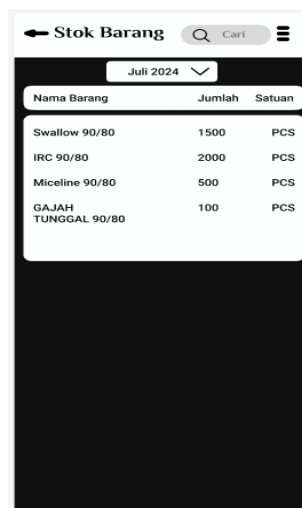 Stok Barang Cari
Juli 2024
Nama Barang Jumlah Satuan
Swallow 90/80 1500 PCS
IRC 90/80 2000 PCS
Miceline 90/80 500 PCS
GAJAH 100 PCS
TUNGGAL 90/80